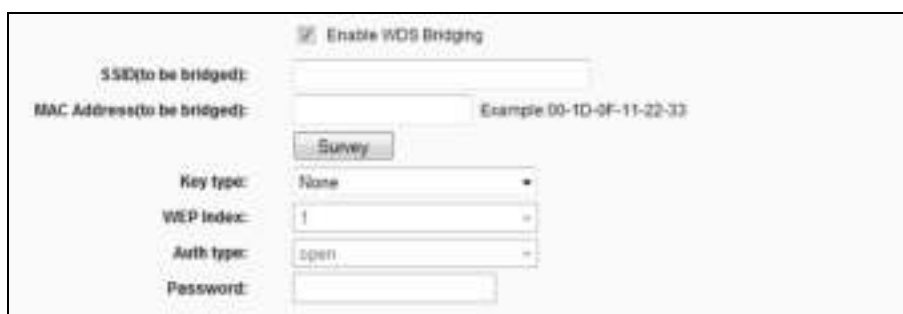 Enable WDS Bridging
SSID(to be bridged):
MAC Address(to be bridged): Example:00-1D-0F-11-22-33
Survey
Key type: None
WEP Index: 1
Auth type: open
Password: